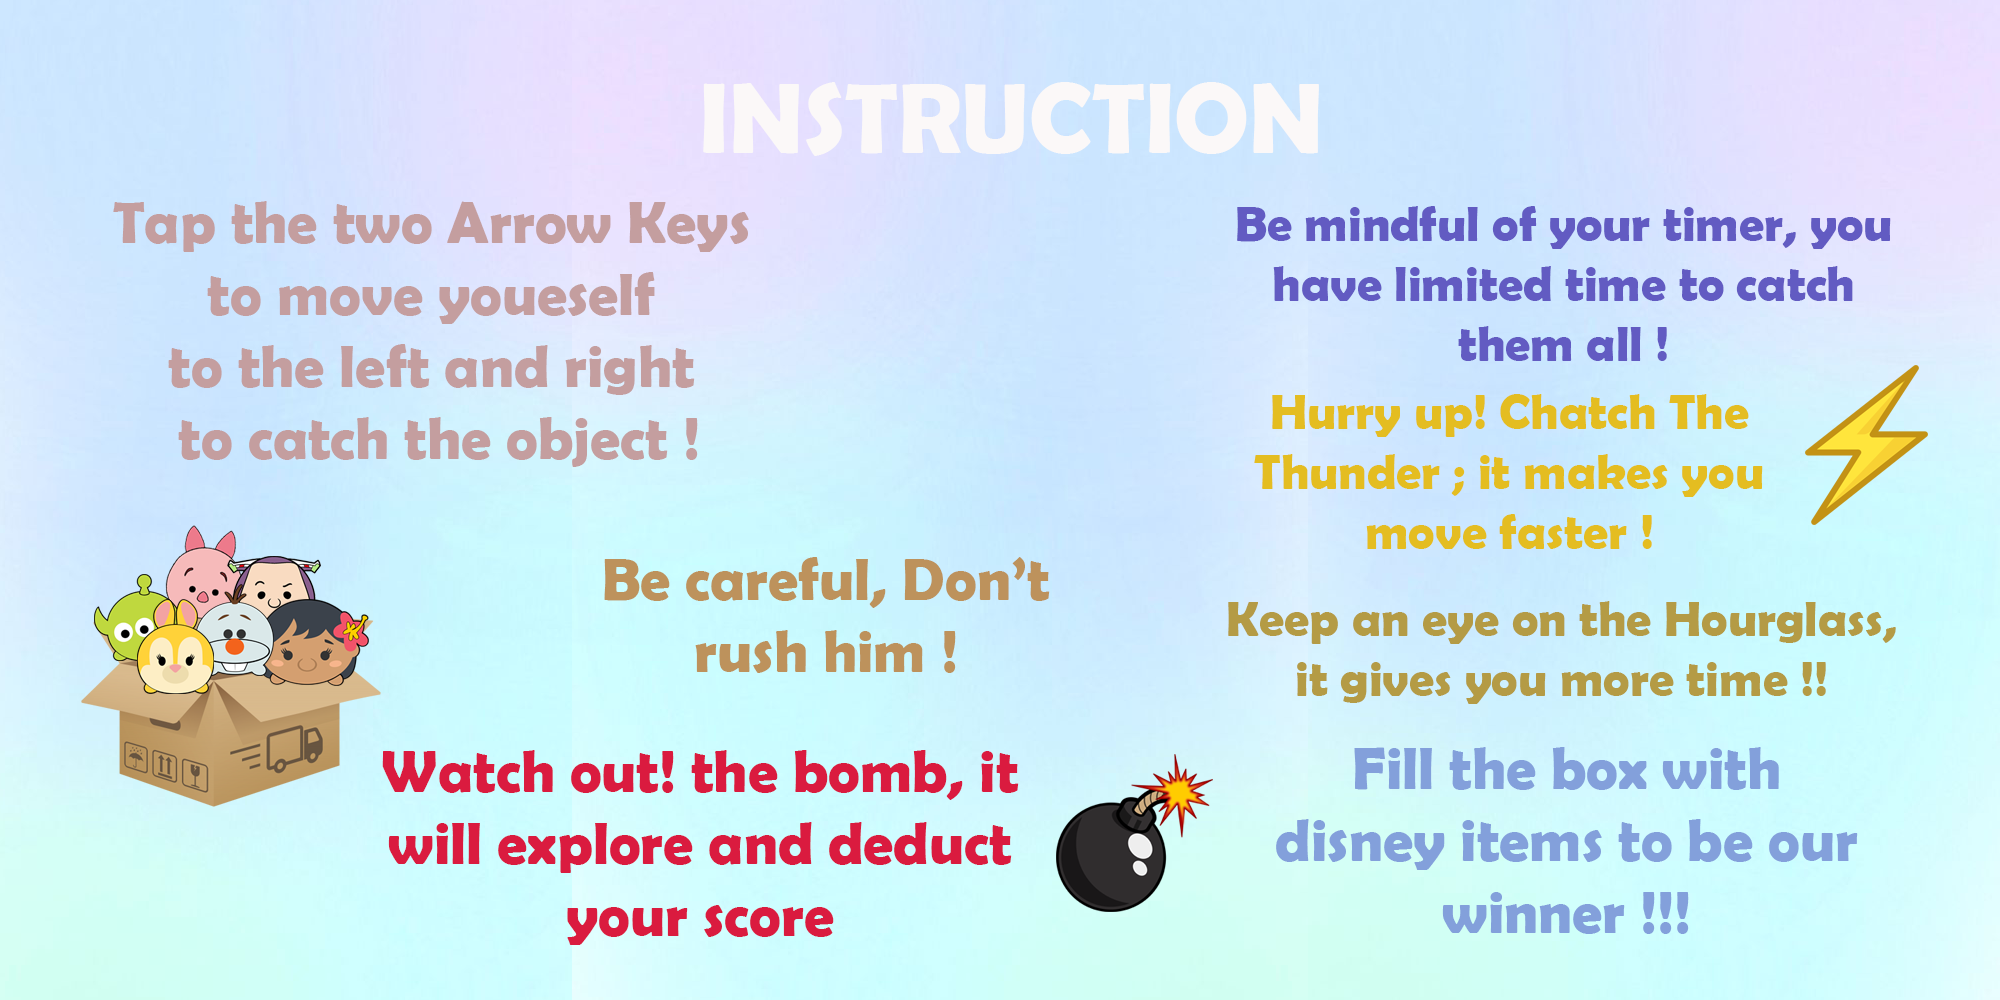 INSTRUCTION
Tap the two Arrow Keys
to move youeself
to the left and right
to catch the object !
Be careful, Don’t
rush him !
Watch out! the bomb, it
will explore and deduct
your score
Be mindful of your timer, you
have limited time to catch
them all !
Hurry up! Chatch The
Thunder ; it makes you
move faster !
Keep an eye on the Hourglass,
it gives you more time !!
Fill the box with
disney items to be our
winner !!!